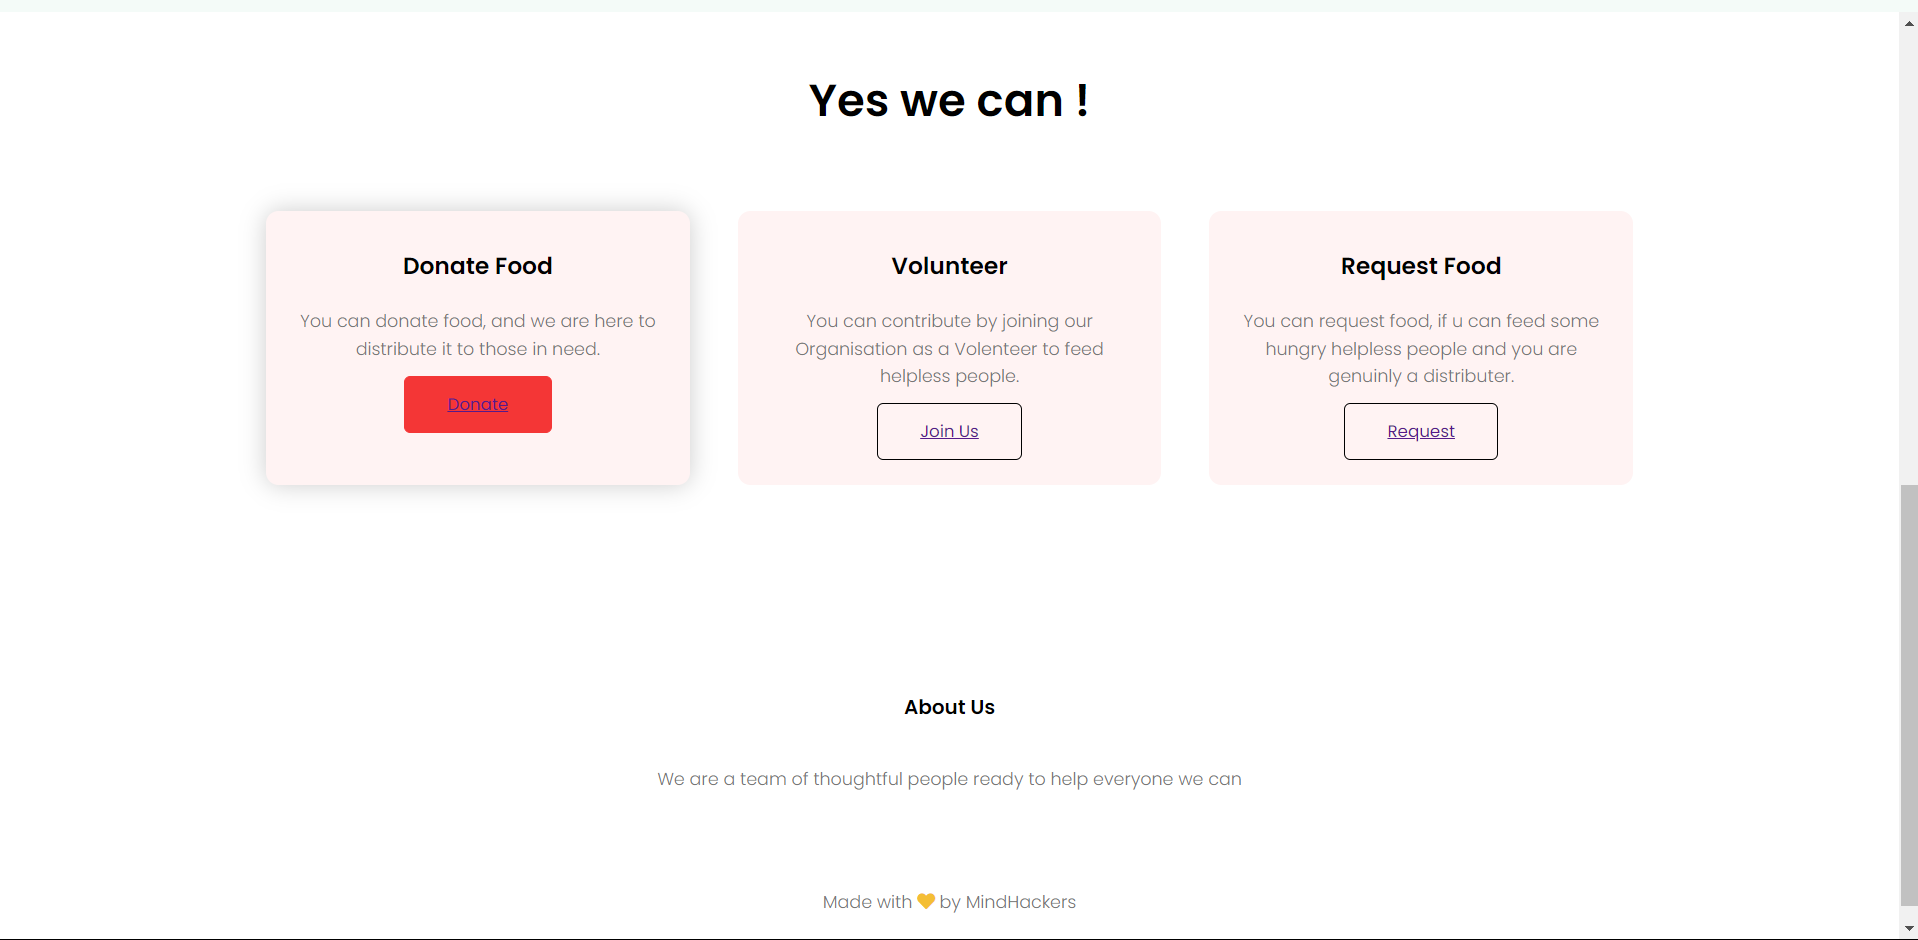 Yes we can !
Donate Food
You can donate food, and we are here to
distribute it to those in need.
Donate
Volunteer
You can contribute by joining our
Organisation as a Volenteer to feed
helpless people.
Join Us
Request Food
You can request food, if u can feed some
hungry helpless people and you are
genuinly a distributer.
Request
About Us
We are a team of thoughtful people ready to help everyone we can
Made with 💛 by MindHackers